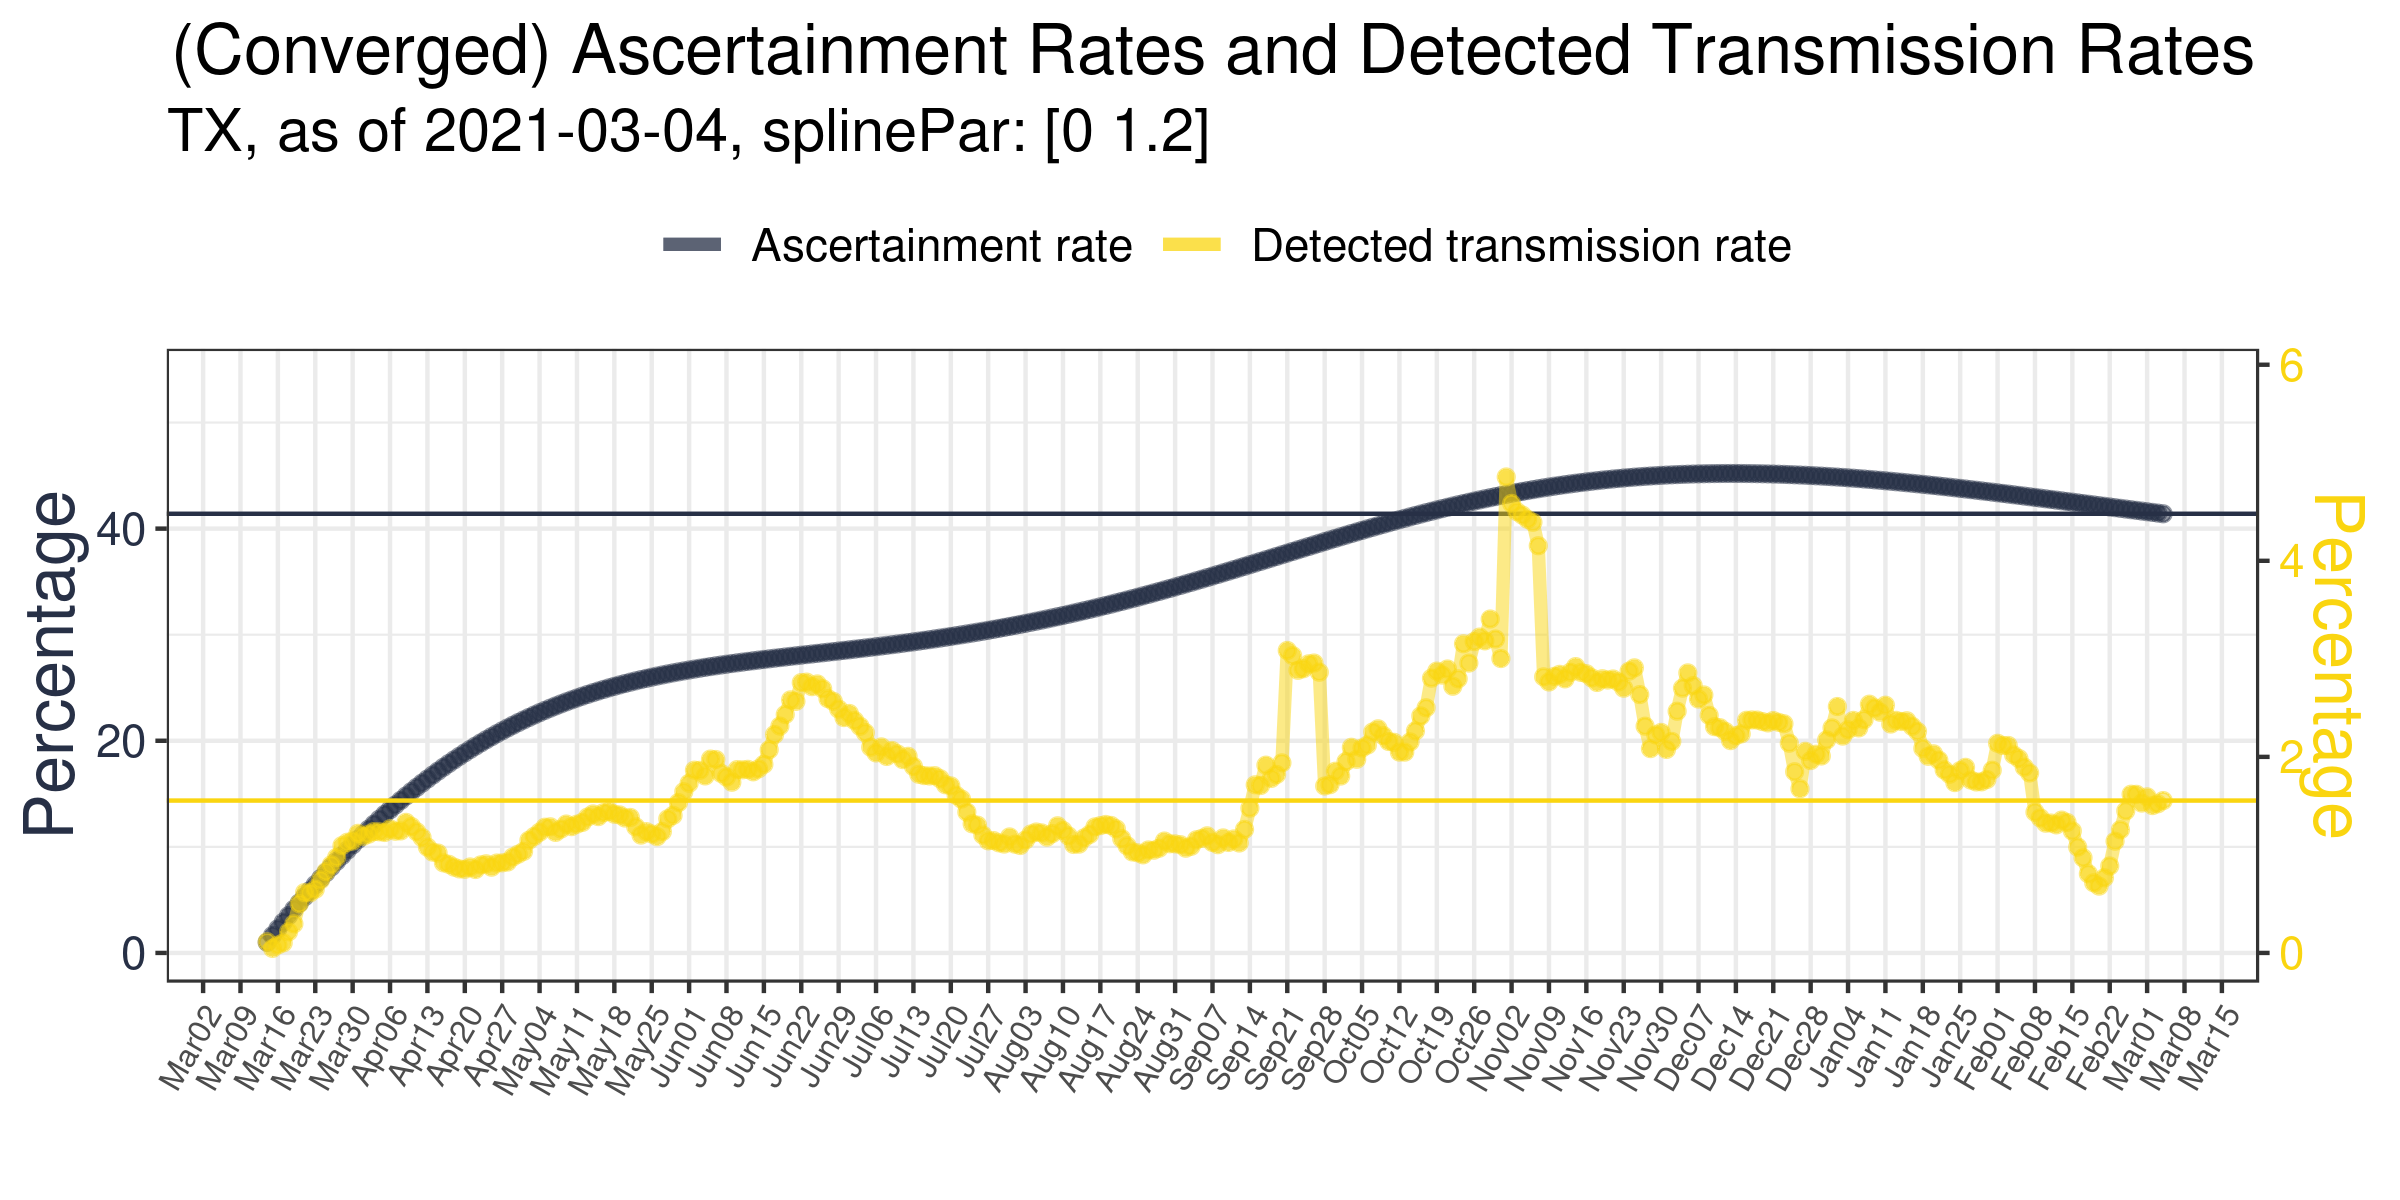 (Converged) Ascertainment Rates and Detected Transmission Rates
TX, as of 2021-03-04, splinePar: [0 1.2]
Ascertainment rate
Detected transmission rate
Percentage
40
20
0
6
4
2
0
Percentage
Mar02
Mar09
Mar16
Mar23
Mar30
Apr06
Apr13
Apr20
Apr27
May04
May11
May18
May25
Jun01
Jun08
Jun15
Jun22
Jun29
Jul06
Jul13
Jul20
Jul27
Aug03
Aug10
Aug17
Aug24
Aug31
Sep07
Sep14
Sep21
Sep28
Oct05
Oct12
Oct19
Oct26
Nov02
Nov09
Nov16
Nov23
Nov30
Dec07
Dec14
Dec21
Dec28
Jan04
Jan11
Jan18
Jan25
Feb01
Feb08
Feb15
Feb22
Mar01
Mar08
Mar15